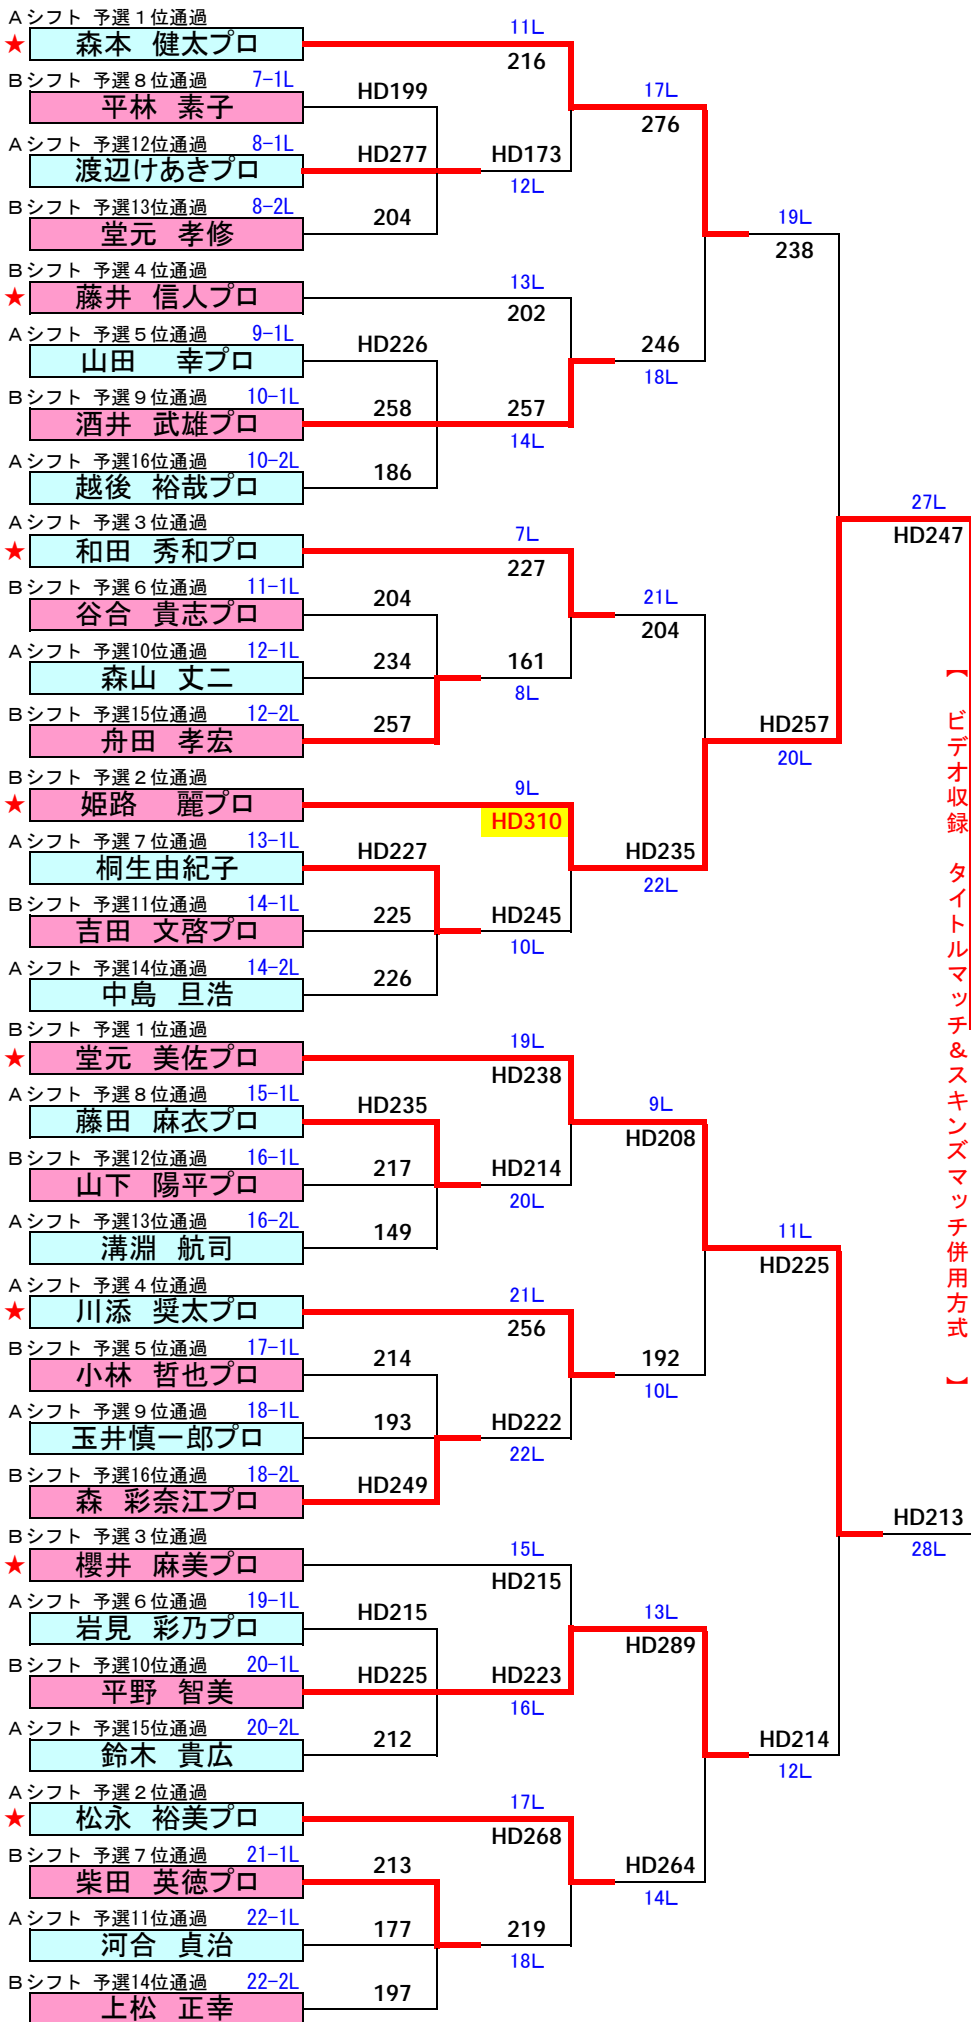 Aシフト 予選1位通過
11L
★ 森本 健太プロ
216
Bシフト 予選8位通過 7-1L
HD199
17L
平林 素子
276
Aシフト 予選12位通過 8-1L
HD277 HD173
渡辺けあきプロ
12L
Bシフト 予選13位通過 8-2L
204
19L
堂元 孝修
238
Bシフト 予選4位通過
13L
★ 藤井 信人プロ
202
Aシフト 予選5位通過 9-1L
HD226 246
山田 幸プロ
18L
Bシフト 予選9位通過 10-1L
258 257
酒井 武雄プロ
14L
Aシフト 予選16位通過 10-2L
186
越後 裕哉プロ
27L
Aシフト 予選3位通過
7L
HD247
★ 和田 秀和プロ
227
Bシフト 予選6位通過 11-1L
204
21L
谷合 貴志プロ
204
Aシフト 予選10位通過 12-1L
234 161
森山 丈二
8L
Bシフト 予選15位通過 12-2L
257 HD257
舟田 孝宏
20L
Bシフト 予選2位通過
9L
★ 姫路 麗プロ
HD310
Aシフト 予選7位通過 13-1L
HD227 HD235
桐生由紀子
22L
Bシフト 予選11位通過 14-1L
225 HD245
吉田 文啓プロ
10L
Aシフト 予選14位通過 14-2L
226
中島 旦浩
【 ビデオ収録 タイトルマッチ&スキンズマッチ併用方式 】
Bシフト 予選1位通過
19L
★ 堂元 美佐プロ
HD238
Aシフト 予選8位通過 15-1L
HD235
9L
藤田 麻衣プロ
HD208
Bシフト 予選12位通過 16-1L
217 HD214
山下 陽平プロ
20L
Aシフト 予選13位通過 16-2L
149
11L
溝淵 航司
HD225
Aシフト 予選4位通過
21L
★ 川添 奨太プロ
256
Bシフト 予選5位通過 17-1L
214 192
小林 哲也プロ
10L
Aシフト 予選9位通過 18-1L
193 HD222
玉井慎一郎プロ
22L
Bシフト 予選16位通過 18-2L
HD249
森 彩奈江プロ
HD213
28L
Bシフト 予選3位通過
15L
★ 櫻井 麻美プロ
HD215
Aシフト 予選6位通過 19-1L
HD215
13L
岩見 彩乃プロ
HD289
Bシフト 予選10位通過 20-1L
HD225 HD223
平野 智美
16L
Aシフト 予選15位通過 20-2L
212 HD214
鈴木 貴広
12L
Aシフト 予選2位通過
17L
★ 松永 裕美プロ
HD268
Bシフト 予選7位通過 21-1L
213 HD264
柴田 英徳プロ
14L
Aシフト 予選11位通過 22-1L
177 219
河合 貞治
18L
Bシフト 予選14位通過 22-2L
197
上松 正幸